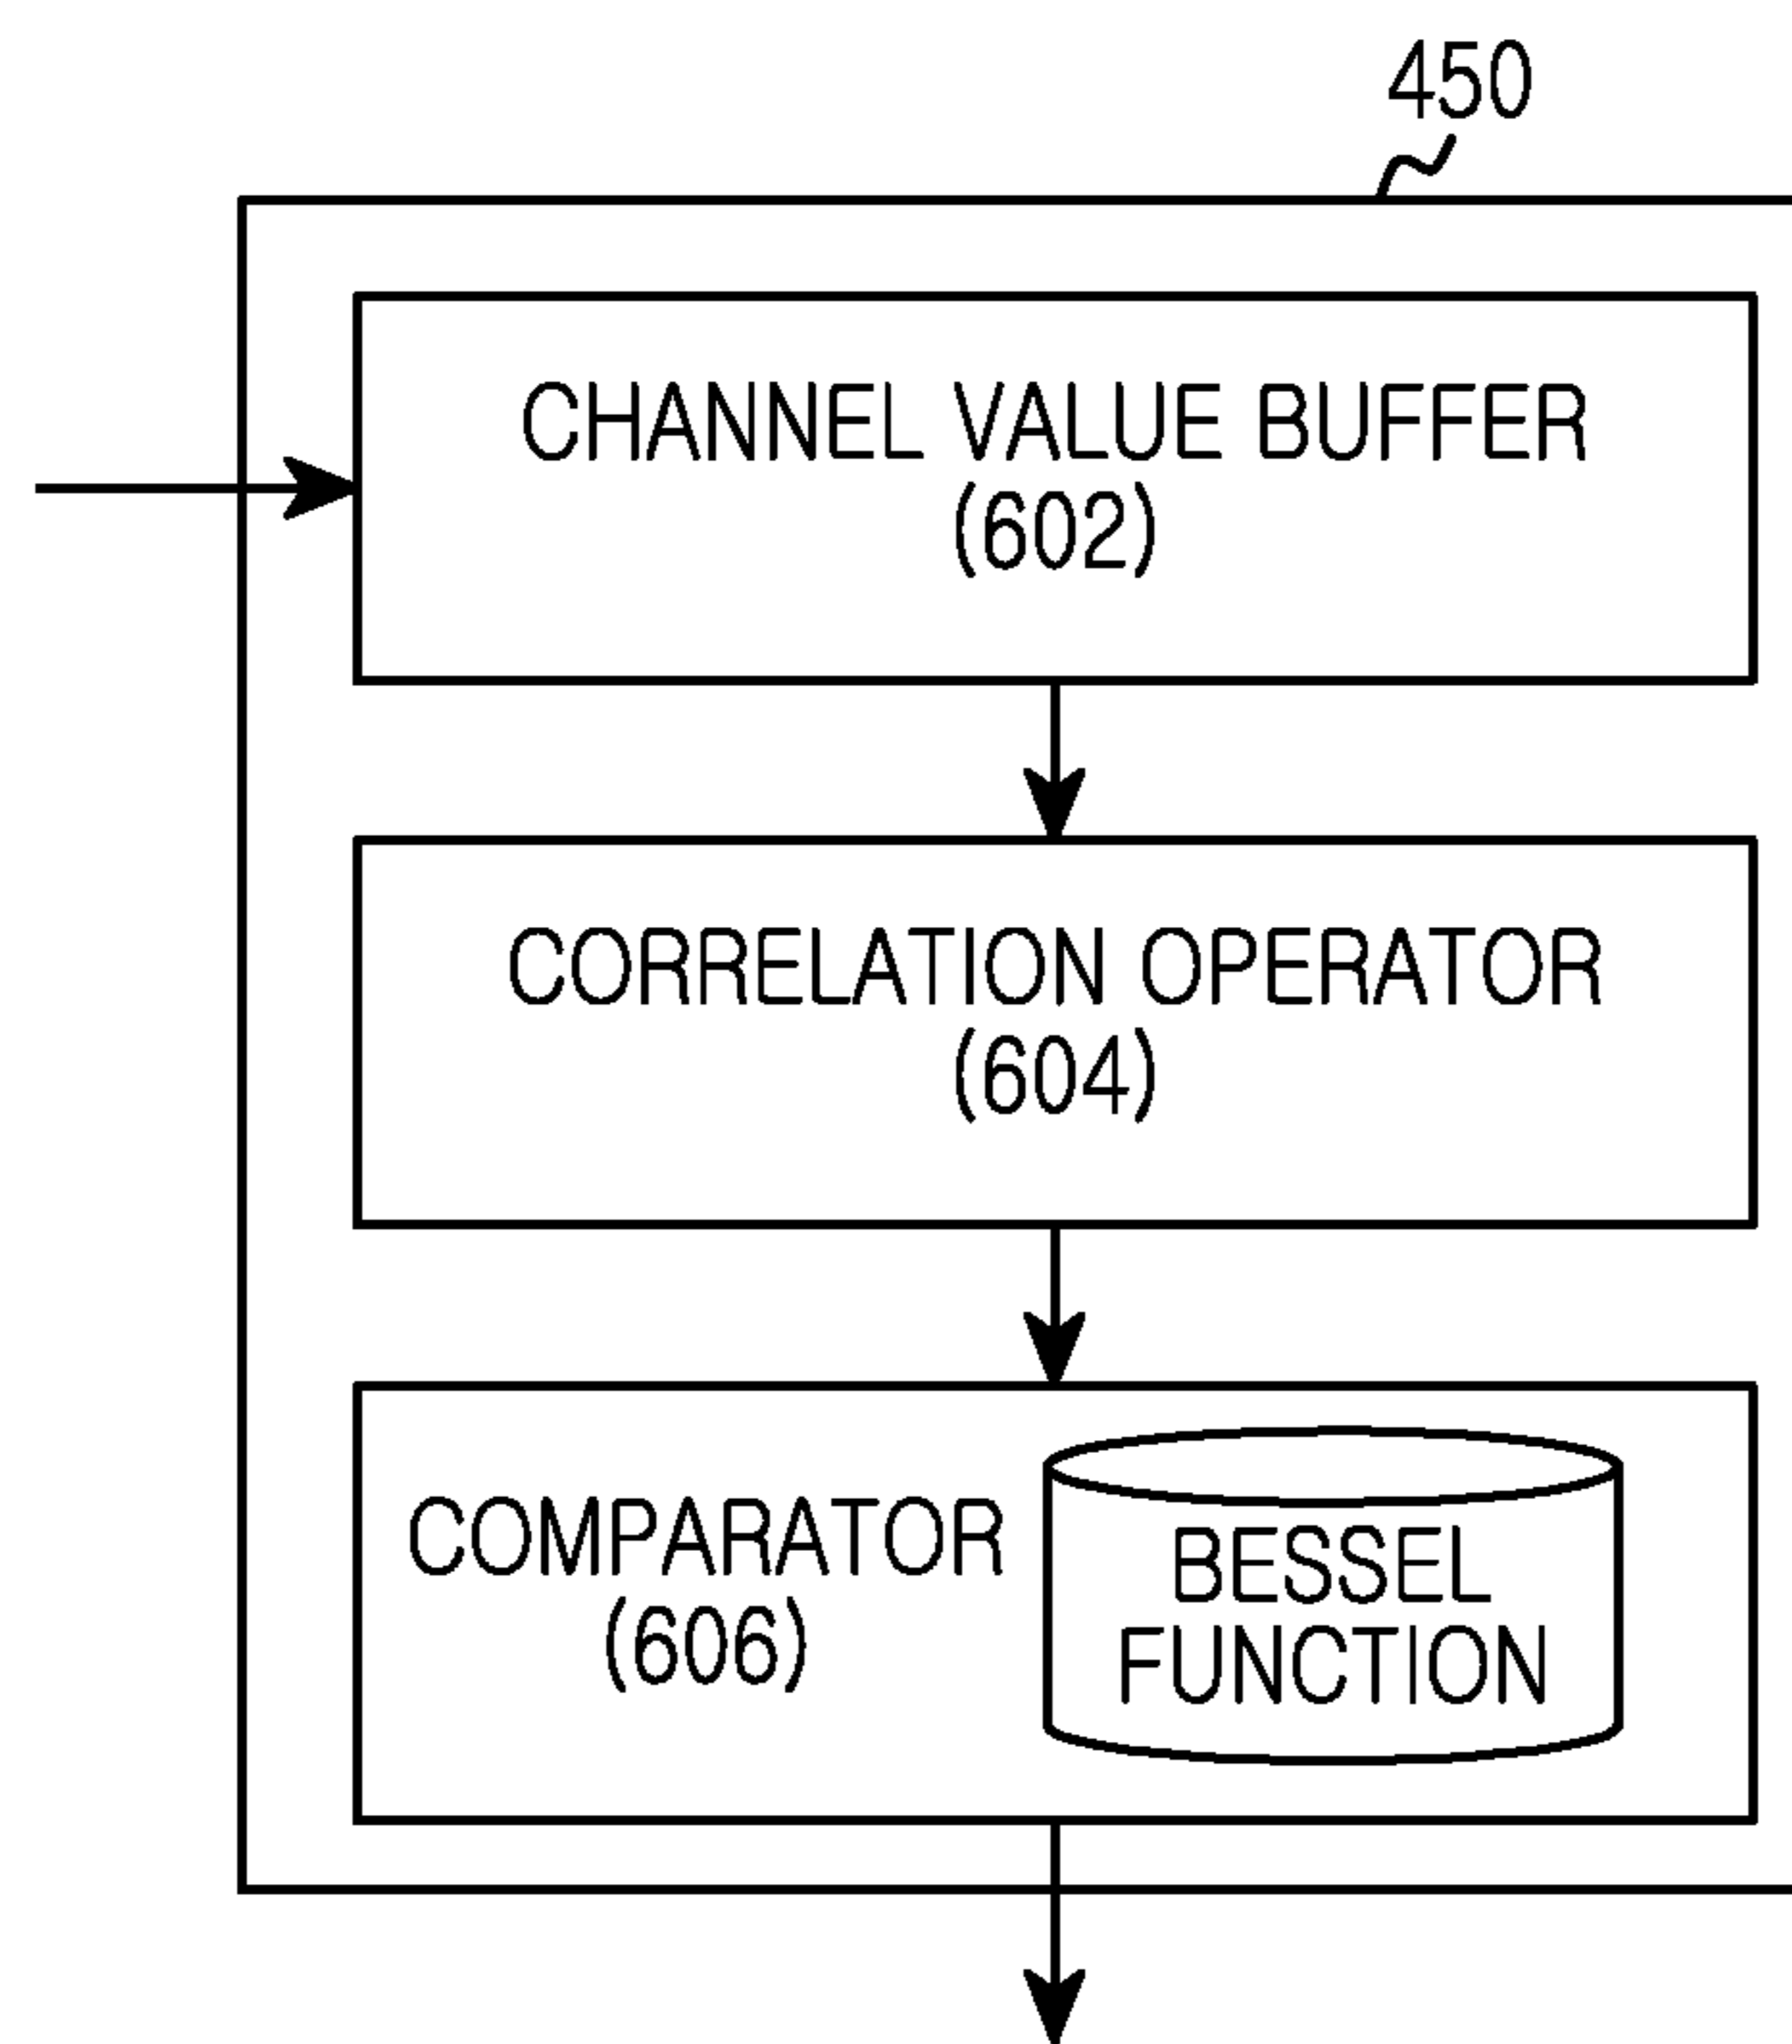 450
CHANNEL VALUE BUFFER
(602)
CORRELATION OPERATOR
(604)
COMPARATOR
(606)
BESSEL
FUNCTION